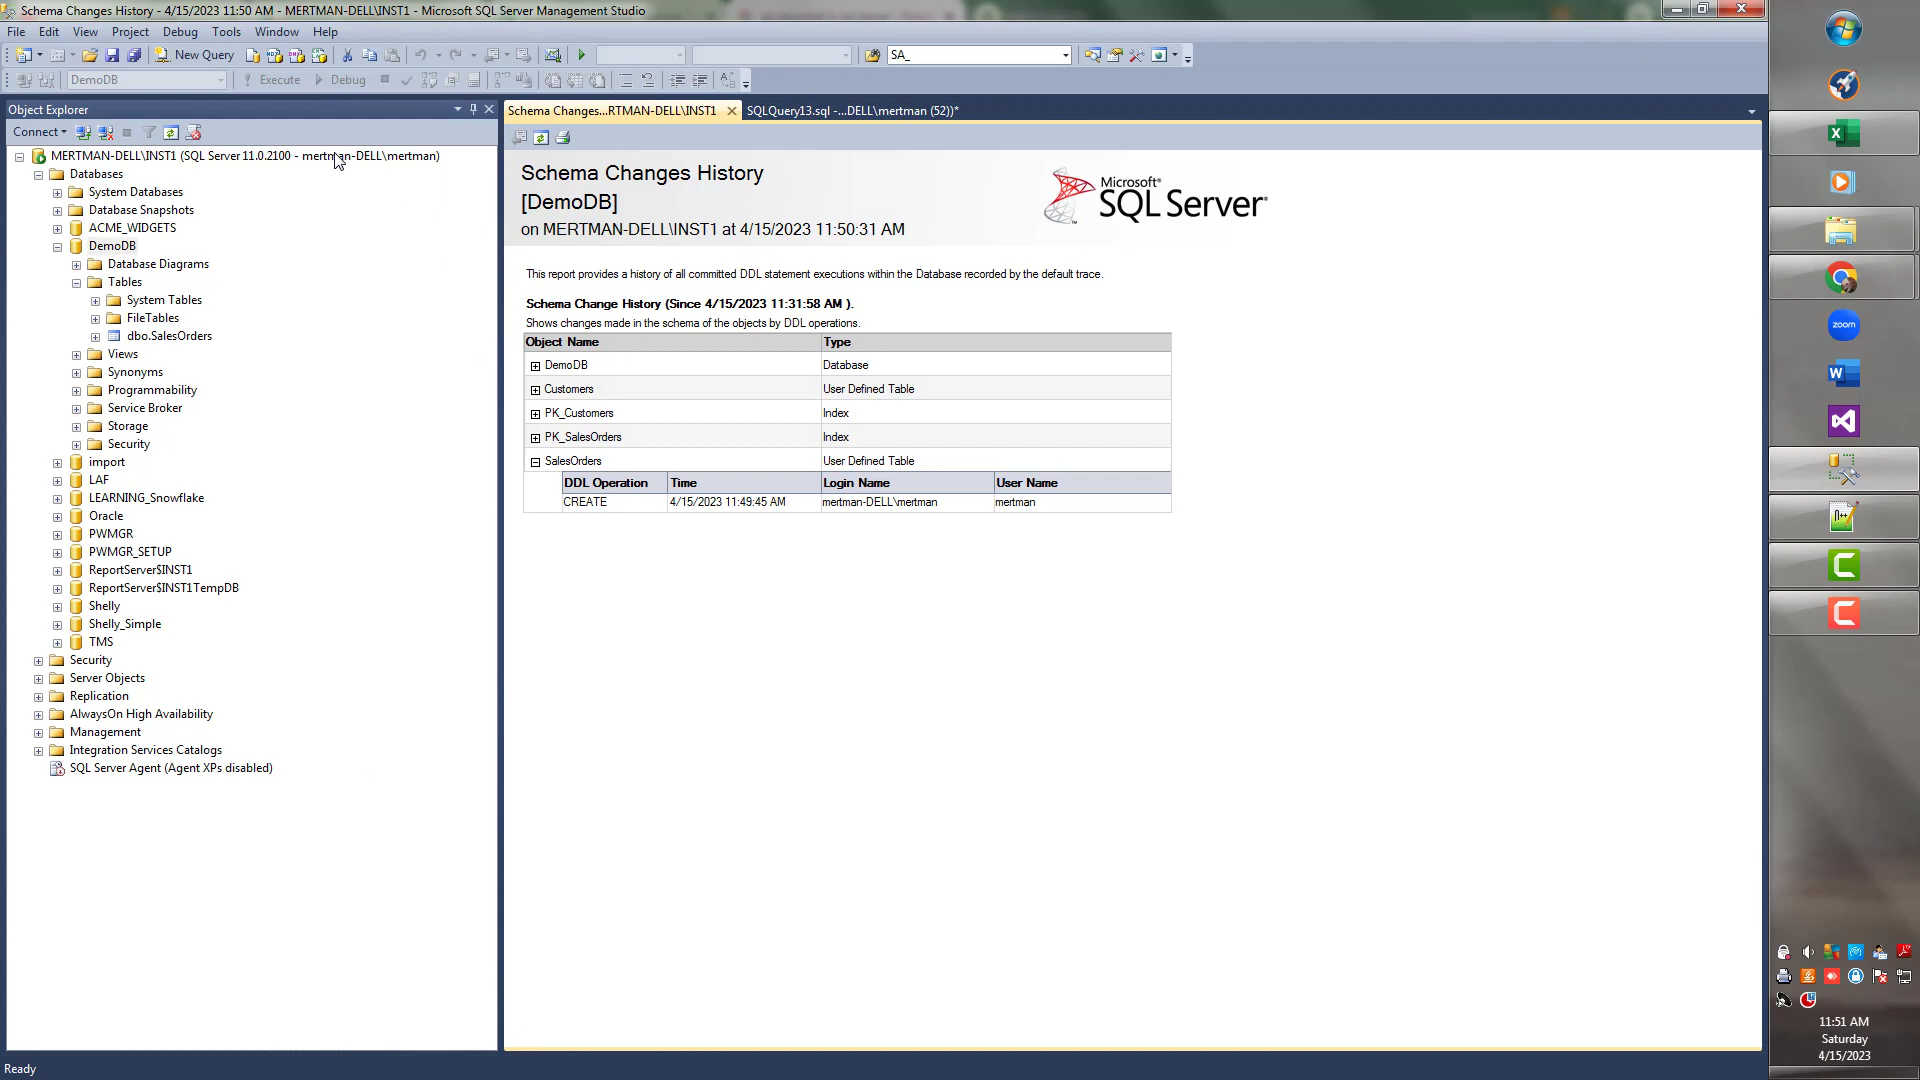 Schema Changes History - 4/15/2023 11:50 AM - MERTMAN-DELL\INST1 - Microsoft SQL Server Management Studio
File Edit View Project Debug Tools Window Help
New Query SA_
DemoDB Execute Debug
Object Explorer
Connect
MERTMAN-DELL\INST1 (SQL Server 11.0.2100 - mertman-DELL\mertman)
Databases
System Databases
Database Snapshots
ACME_WIDGETS
DemoDB
Database Diagrams
Tables
System Tables
FileTables
dbo.SalesOrders
Views
Synonyms
Programmability
Service Broker
Storage
Security
import
LAF
LEARNING_Snowflake
Oracle
PWMGR
PWMGR_SETUP
ReportServer$INST1
ReportServer$INST1TempDB
Shelly
Shelly_Simple
TMS
Security
Server Objects
Replication
AlwaysOn High Availability
Management
Integration Services Catalogs
SQL Server Agent (Agent XPs disabled)
Schema Changes...RTMAN-DELL\INST1 SQLQuery13.sql -...DELL\mertman (52))*
Schema Changes History
[DemoDB]
on MERTMAN-DELL\INST1 at 4/15/2023 11:50:31 AM
Microsoft®
SQL Server®
This report provides a history of all committed DDL statement executions within the Database recorded by the default trace.
Schema Change History (Since 4/15/2023 11:31:58 AM ).
Shows changes made in the schema of the objects by DDL operations.
Object Name Type
DemoDB Database
Customers User Defined Table
PK_Customers Index
PK_SalesOrders Index
SalesOrders User Defined Table
DDL Operation Time Login Name User Name
CREATE 4/15/2023 11:49:45 AM mertman-DELL\mertman mertman
zoom
11:51 AM
Saturday
4/15/2023
Ready